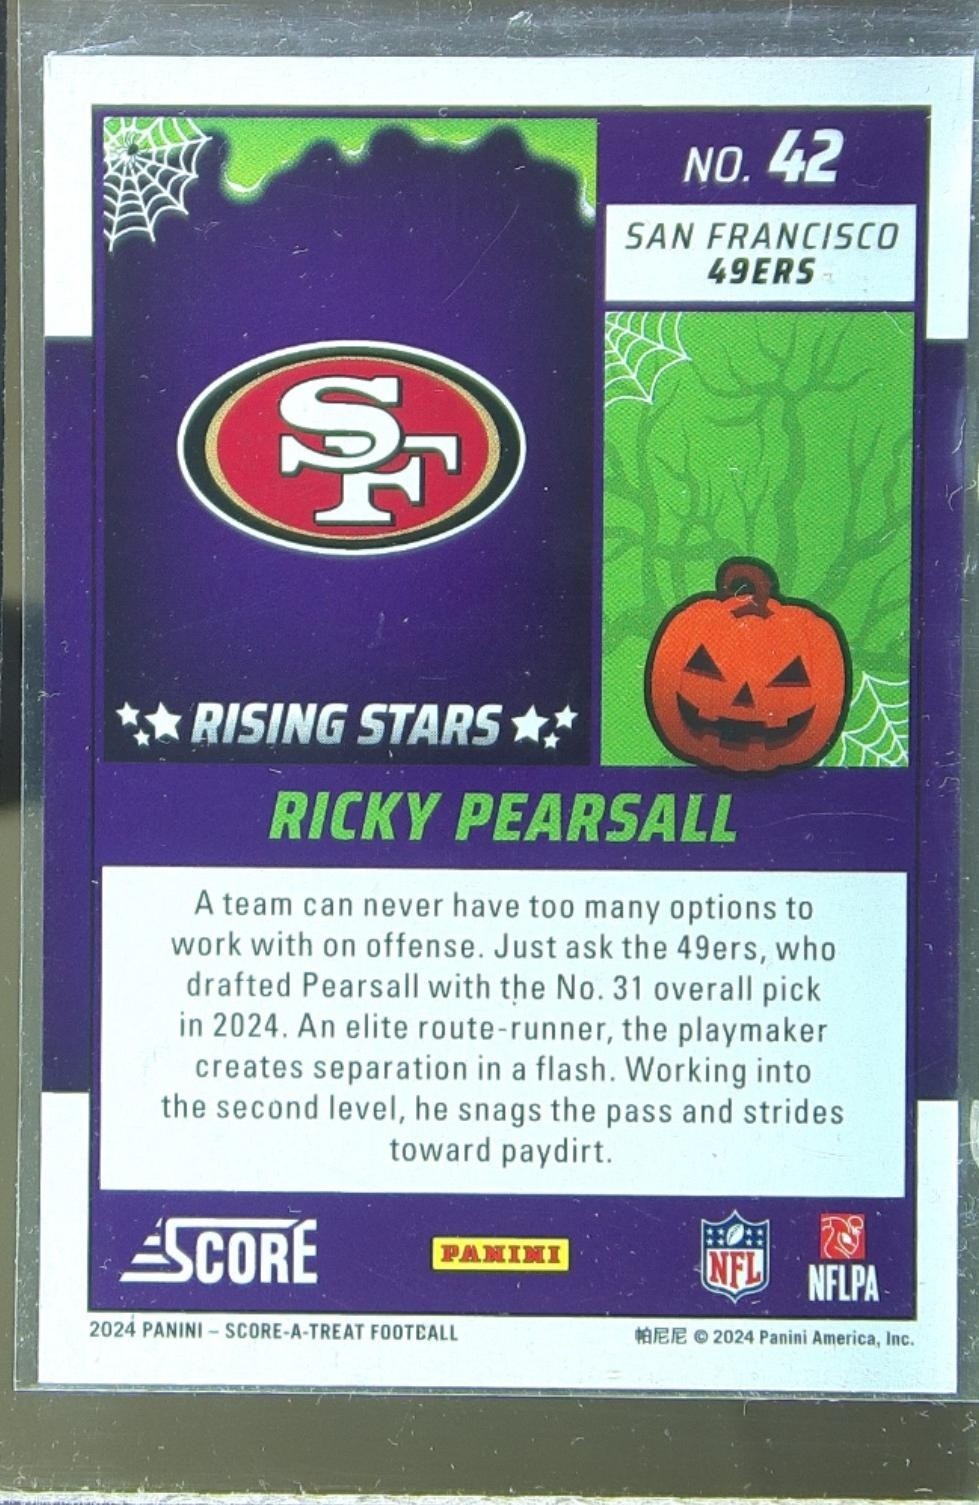 NO. 42
SAN FRANCISCO
49ERS
SF
RISING STARS
RICKY PEARSALL
A team can never have too many options to
work with on offense. Just ask the 49ers, who
drafted Pearsall with the No. 31 overall pick
in 2024. An elite route-runner, the playmaker
creates separation in a flash. Working into
the second level, he snags the pass and strides
toward paydirt.
SCORE
PANINI
NFL
NFLPA
2024 PANINI – SCORE-A-TREAT FOOTBALL
帕尼尼 © 2024 Panini America, Inc.